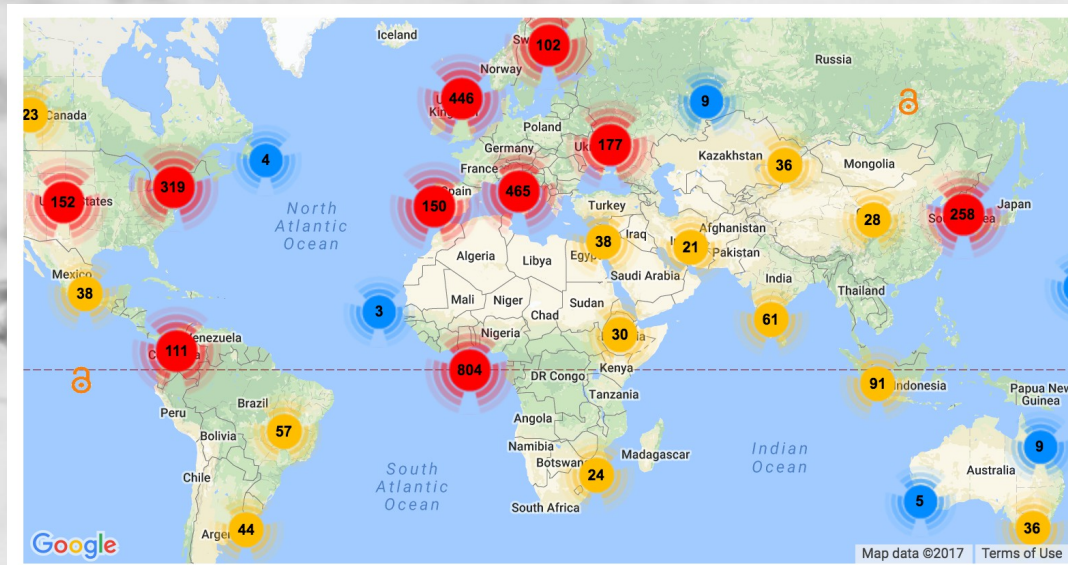 Iceland
102
Norway
Russia
23
Canada
446
9
4
Poland
177
Germany
Kazakhstan
36
Mongolia
France
319
465
152
150
Turkey
Japan
258
North
Atlantic
Ocean
28
Afghanistan
Iraq
38
21
Pakistan
Algeria
Libya
Saudi Arabia
India
Mexico
38
Thailand
Mali
Niger
Sudan
3
Chad
61
Nigeria
30
111
804
Kenya
DR Congo
91
Papua New
Guinea
Tanzania
Brazil
Peru
57
Angola
Bolivia
Namibia
9
Madagascar
Indian
Ocean
South
Atlantic
Ocean
24
Australia
Chile
5
South Africa
44
36
Google
Map data ©2017
Terms of Use